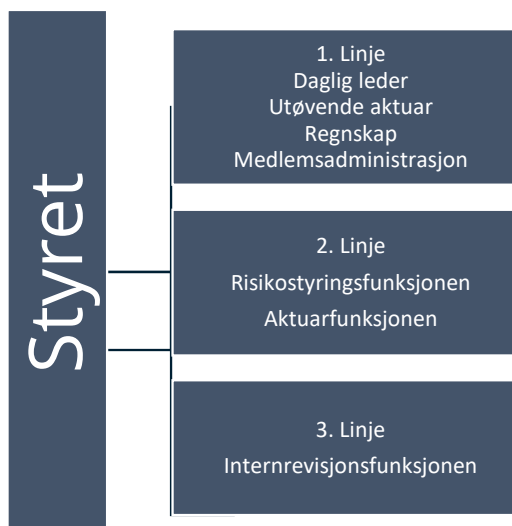 Styret
1. Linje
Daglig leder
Utøvende aktuar
Regnskap
Medlemsadministrasjon
2. Linje
Risikostyringsfunksjonen
Aktuarfunksjonen
3. Linje
Internrevisjonsfunksjonen